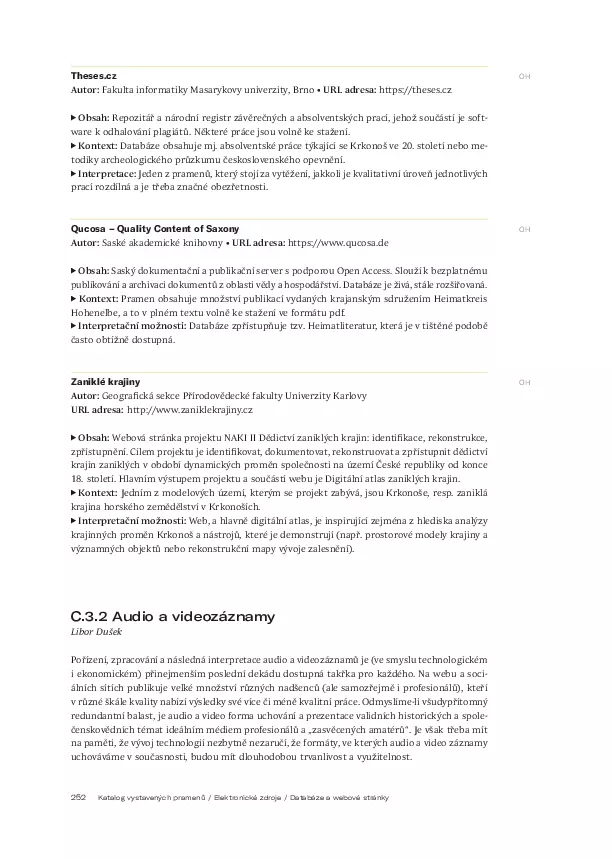 Theses.cz
OH
Autor: Fakulta informatiky Masarykovy univerzity, Brno • URL adresa: https://theses.cz
▶ Obsah: Repozitář a národní registr závěrečných a absolventských prací, jehož součástí je soft-
ware k odhalování plagiátů. Některé práce jsou volně ke stažení.
▶ Kontext: Databáze obsahuje mj. absolventské práce týkající se Krkonoš ve 20. století nebo me-
todiky archeologického průzkumu československého opevnění.
▶ Interpretace: Jeden z pramenů, který stojí za vytěžení, jakkoli je kvalitativní úroveň jednotlivých
prací rozdílná a je třeba značné obezřetnosti.
Qucosa – Quality Content of Saxony
OH
Autor: Saské akademické knihovny • URL adresa: https://www.qucosa.de
▶ Obsah: Saský dokumentační a publikační server s podporou Open Access. Slouží k bezplatnému
publikování a archivaci dokumentů z oblasti vědy a hospodářství. Databáze je živá, stále rozšiřovaná.
▶ Kontext: Pramen obsahuje množství publikací vydaných krajanským sdružením Heimatkreis
Hohenelbe, a to v plném textu volně ke stažení ve formátu pdf.
▶ Interpretační možnosti: Databáze zpřístupňuje tzv. Heimatliteratur, která je v tištěné podobě
často obtížně dostupná.
Zaniklé krajiny
OH
Autor: Geografická sekce Přírodovědecké fakulty Univerzity Karlovy
URL adresa: http://www.zaniklekrajiny.cz
▶ Obsah: Webová stránka projektu NAKI II Dědictví zaniklých krajin: identifikace, rekonstrukce,
zpřístupnění. Cílem projektu je identifikovat, dokumentovat, rekonstruovat a zpřístupnit dědictví
krajin zaniklých v období dynamických proměn společnosti na území České republiky od konce
18. století. Hlavním výstupem projektu a součástí webu je Digitální atlas zaniklých krajin.
▶ Kontext: Jedním z modelových území, kterým se projekt zabývá, jsou Krkonoše, resp. zaniklá
krajina horského zemědělství v Krkonoších.
▶ Interpretační možnosti: Web, a hlavně digitální atlas, je inspirující zejména z hlediska analýzy
krajinných proměn Krkonoš a nástrojů, které je demonstrují (např. prostorové modely krajiny a
významných objektů nebo rekonstrukční mapy vývoje zalesnění).
C.3.2 Audio a videozáznamy
Libor Dušek
Pořízení, zpracování a následná interpretace audio a videozáznamů je (ve smyslu technologickém
i ekonomickém) přinejmenším poslední dekádu dostupná takřka pro každého. Na webu a soci-
álních sítích publikuje velké množství různých nadšenců (ale samozřejmě i profesionálů), kteří
v různé škále kvality nabízí výsledky své více či méně kvalitní práce. Odmyslíme-li všudypřítomný
redundantní balast, je audio a video forma uchování a prezentace validních historických a spole-
čenskovědních témat ideálním médiem profesionálů a „zasvěcených amatérů“. Je však třeba mít
na paměti, že vývoj technologií nezbytně nezaručí, že formáty, ve kterých audio a video záznamy
uchováváme v současnosti, budou mít dlouhodobou trvanlivost a využitelnost.
252 Katalog vystavených pramenů / Elektronické zdroje / Databáze a webové stránky